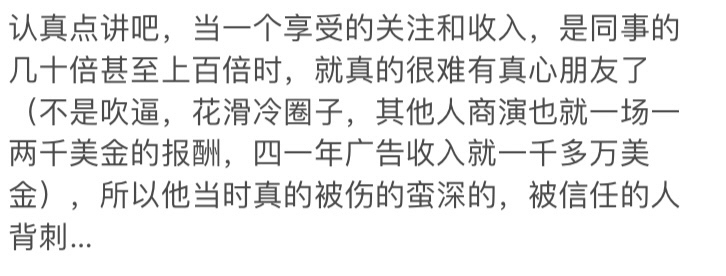 认真点讲吧，当一个享受的关注和收入，是同事的
几十倍甚至上百倍时，就真的很难有真心朋友了
（不是吹逼，花滑冷圈子，其他人商演也就一场一
两千美金的报酬，四一年广告收入就一千多万美
金），所以他当时真的被伤的蛮深的，被信任的人
背刺...